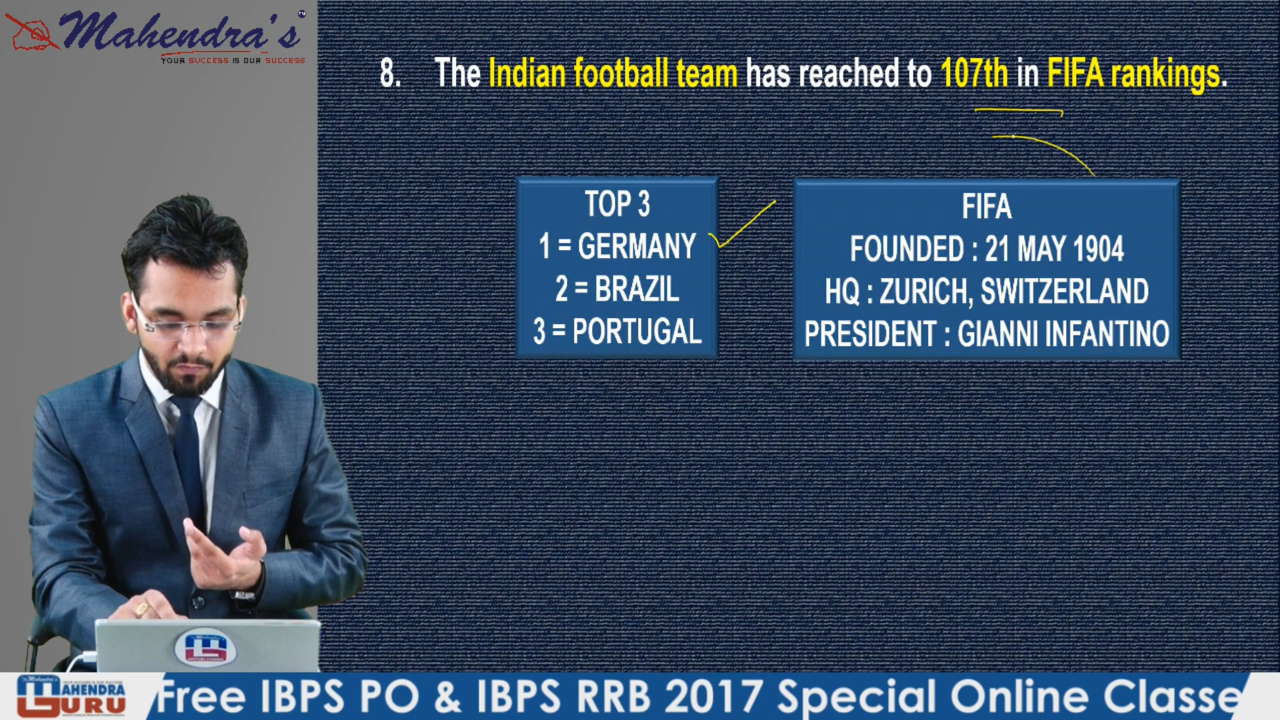 Mahendra's
YOUR SUCCESS IS OUR SUCCESS
8. The Indian football team has reached to 107th in FIFA rankings.
TOP 3
1 = GERMANY
2 = BRAZIL
3 = PORTUGAL
FIFA
FOUNDED : 21 MAY 1904
HQ : ZURICH, SWITZERLAND
PRESIDENT : GIANNI INFANTINO
MAHENDRA
GURU
Free IBPS PO & IBPS RRB 2017 Special Online Classe